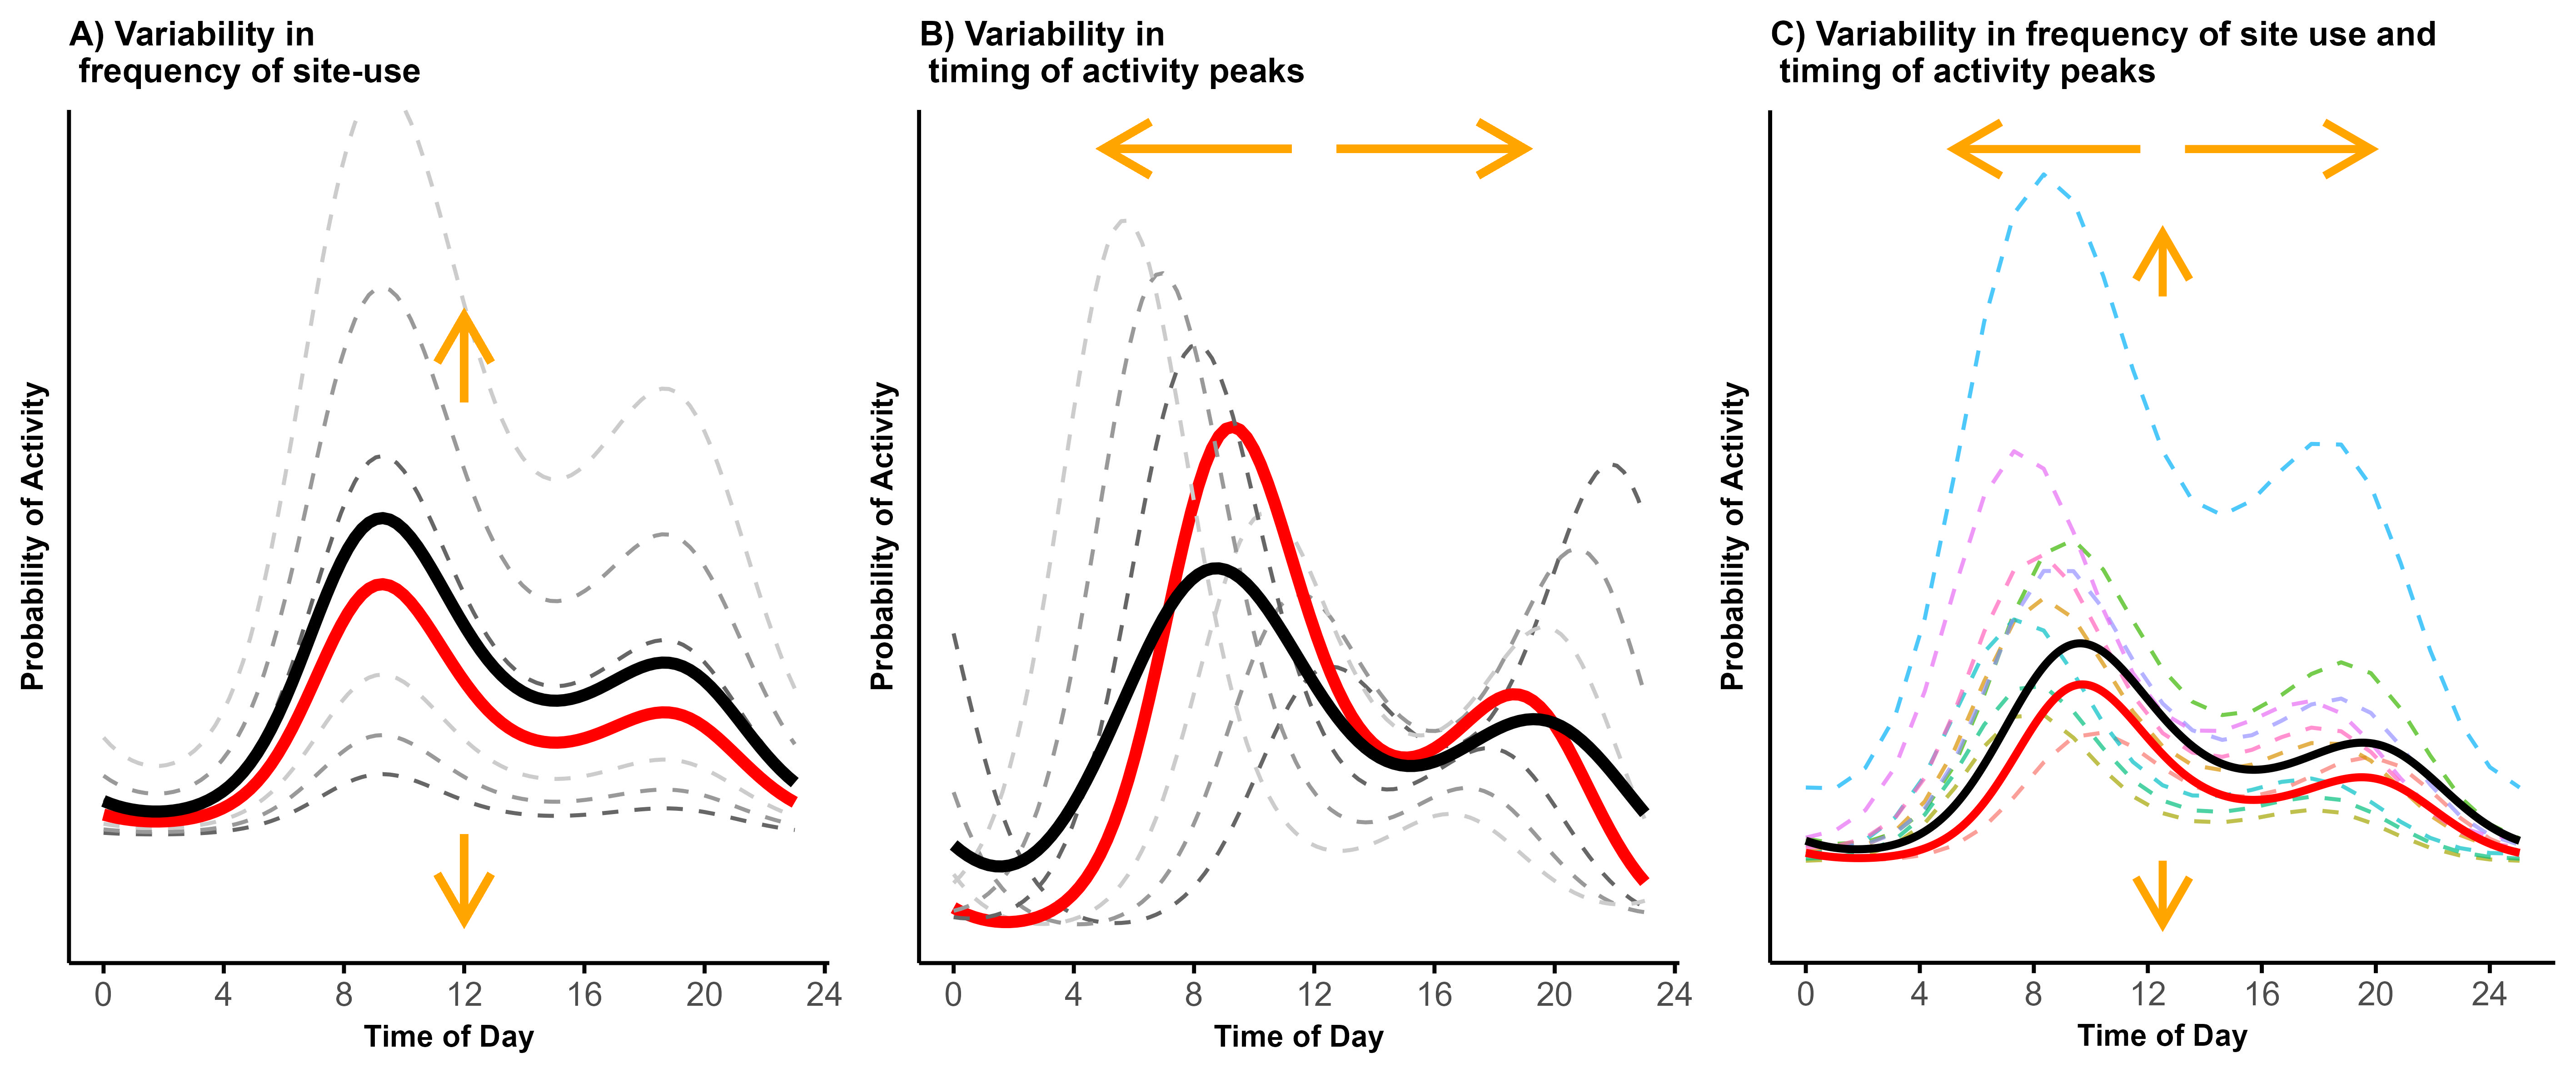 A) Variability in
frequency of site-use
Probability of Activity
0 4 8 12 16 20 24
Time of Day
B) Variability in
timing of activity peaks
Probability of Activity
0 4 8 12 16 20 24
Time of Day
C) Variability in frequency of site use and
timing of activity peaks
Probability of Activity
0 4 8 12 16 20 24
Time of Day